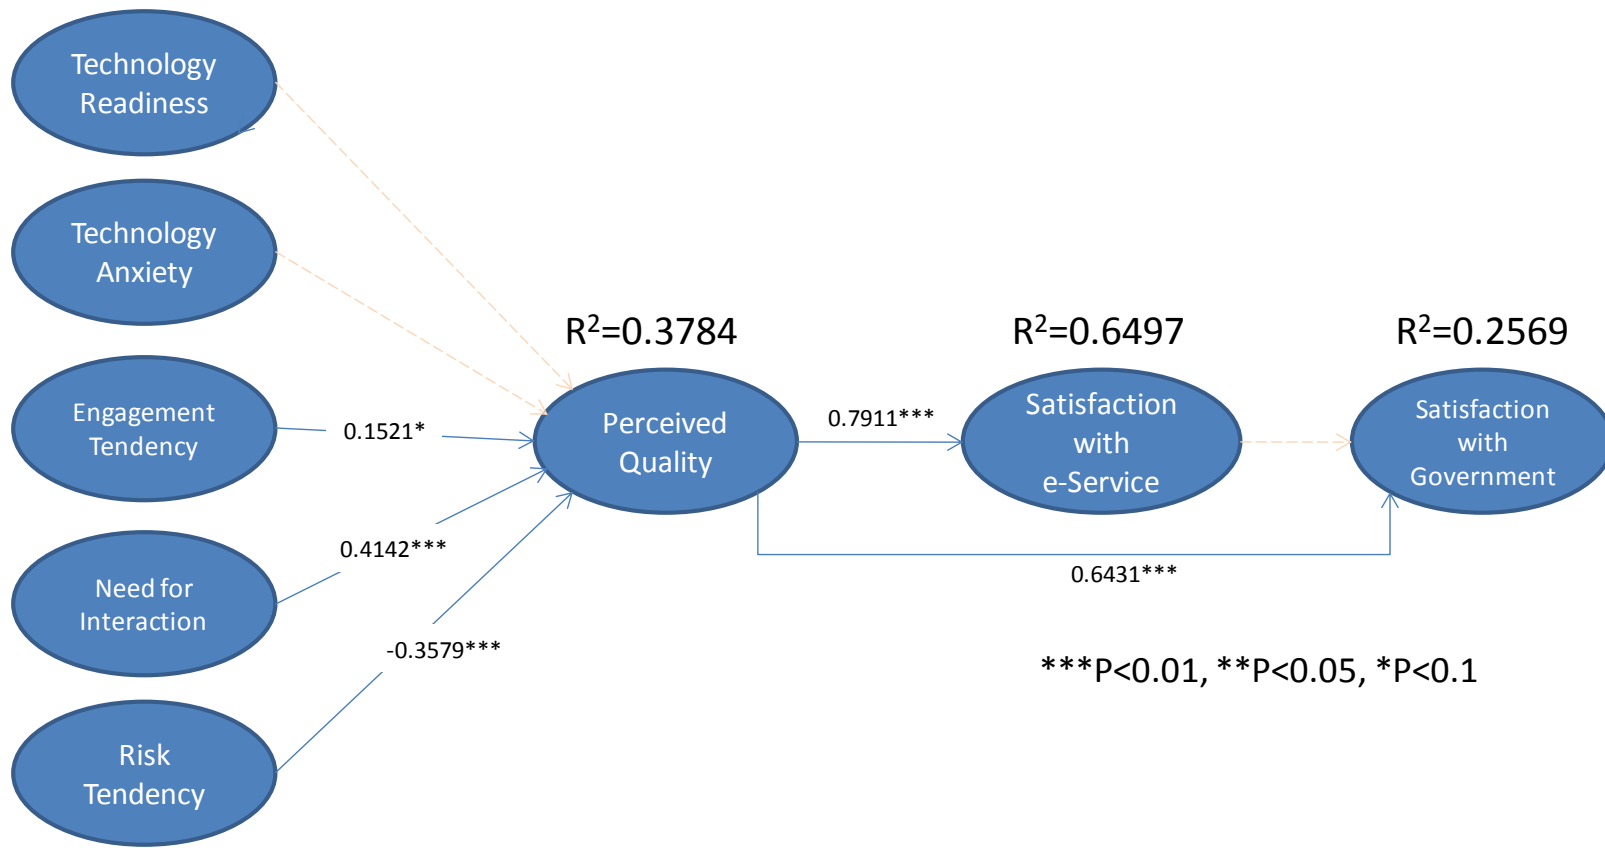 Technology
Readiness
Technology
Anxiety
R²=0.3784
R²=0.6497
R²=0.2569
Engagement
Tendency
0.1521*
Perceived
Quality
0.7911***
Satisfaction
with
e-Service
Satisfaction
with
Government
Need for
Interaction
0.4142***
0.6431***
-0.3579***
***P<0.01, **P<0.05, *P<0.1
Risk
Tendency